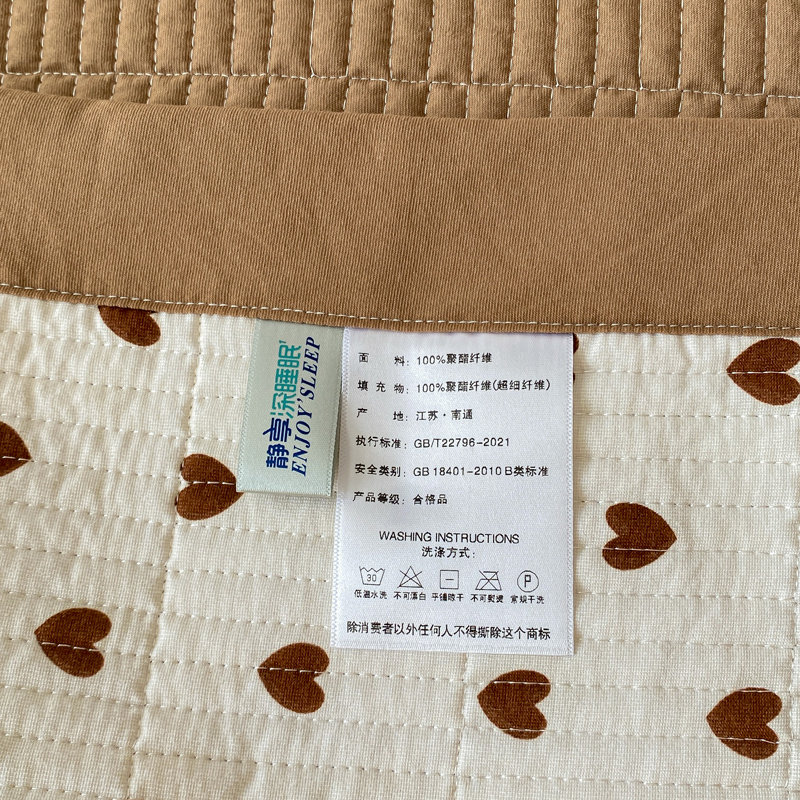 静享深睡眠
ENJOY'SLEEP
面 料: 100%聚酯纤维
填 充 物: 100%聚酯纤维(超细纤维)
产 地: 江苏·南通
执行标准: GB/T22796-2021
安全类别: GB 18401-2010 B类标准
产品等级: 合格品
WASHING INSTRUCTIONS
洗涤方式:
30
P
低温水洗 不可漂白 平铺晾干 不可熨烫 常规干洗
除消费者以外任何人不得撕除这个商标